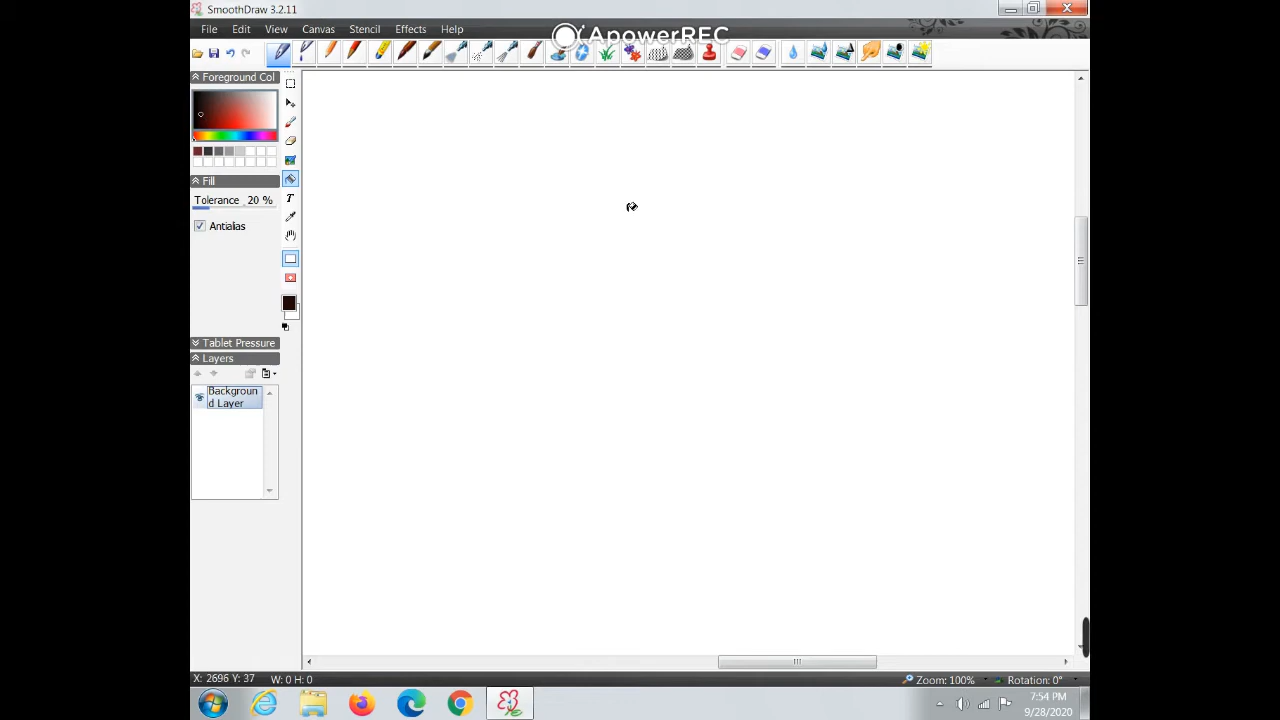 SmoothDraw 3.2.11
File Edit View Canvas Stencil Effects Help
ApowerREC
Foreground Col
Fill
Tolerance 20 %
Antialias
T
Tablet Pressure
Layers
Backgroun
d Layer
X: 2696 Y: 37 W: 0 H: 0 Zoom: 100% Rotation: 0°
7:54 PM
9/28/2020